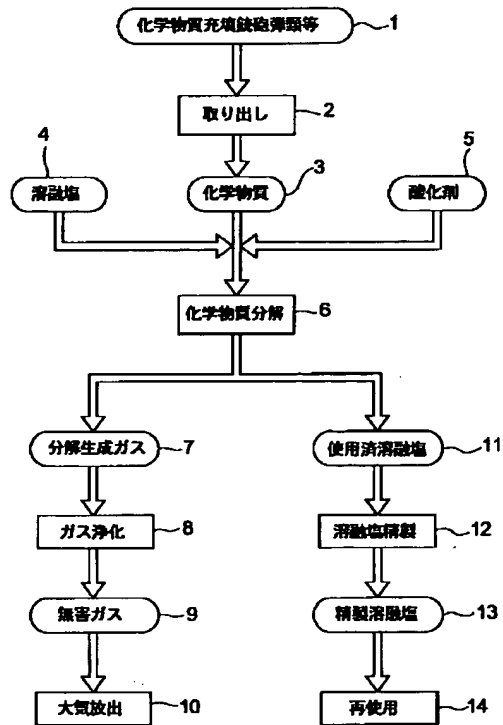 化学物質充填銃砲弾類等 1
取り出し 2
4 5
溶融塩 化学物質 3 酸化剤
化学物質分解 6
分解生成ガス 7 使用済溶融塩 11
ガス浄化 8 溶融塩精製 12
無害ガス 9 精製溶融塩 13
大気放出 10 再使用 14